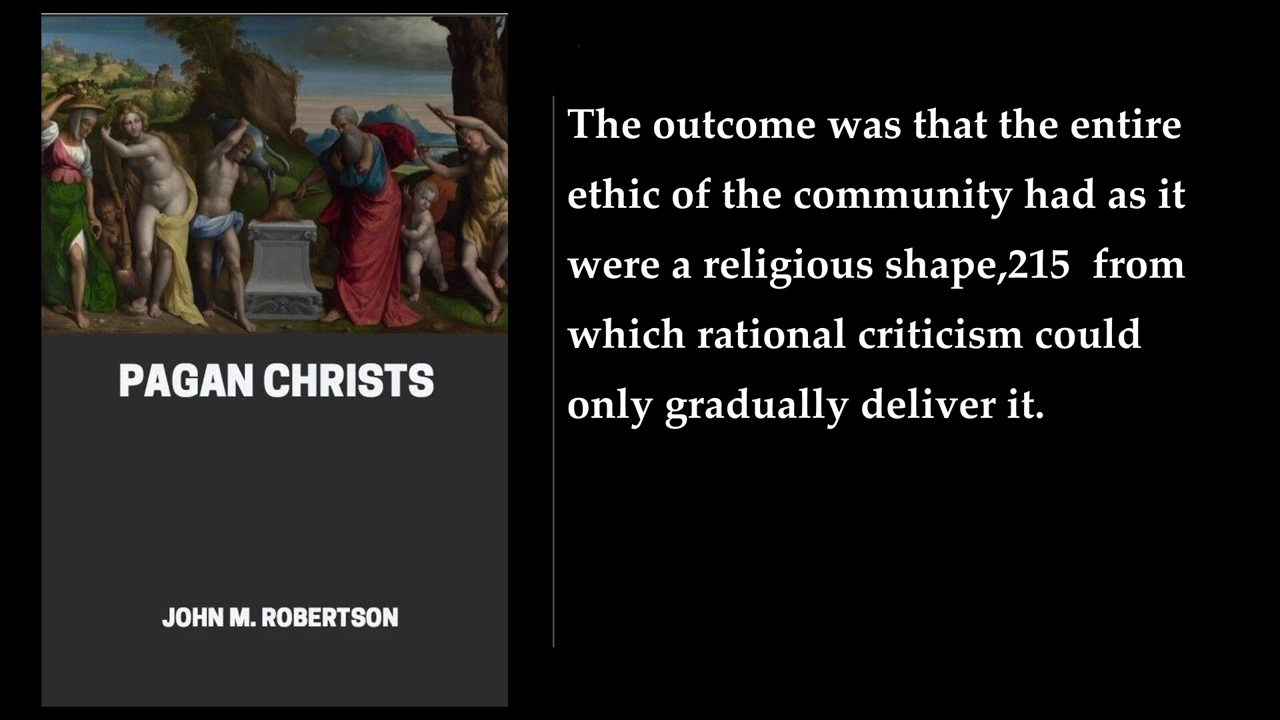 PAGAN CHRISTS
JOHN M. ROBERTSON
The outcome was that the entire
ethic of the community had as it
were a religious shape,215  from
which rational criticism could
only gradually deliver it.